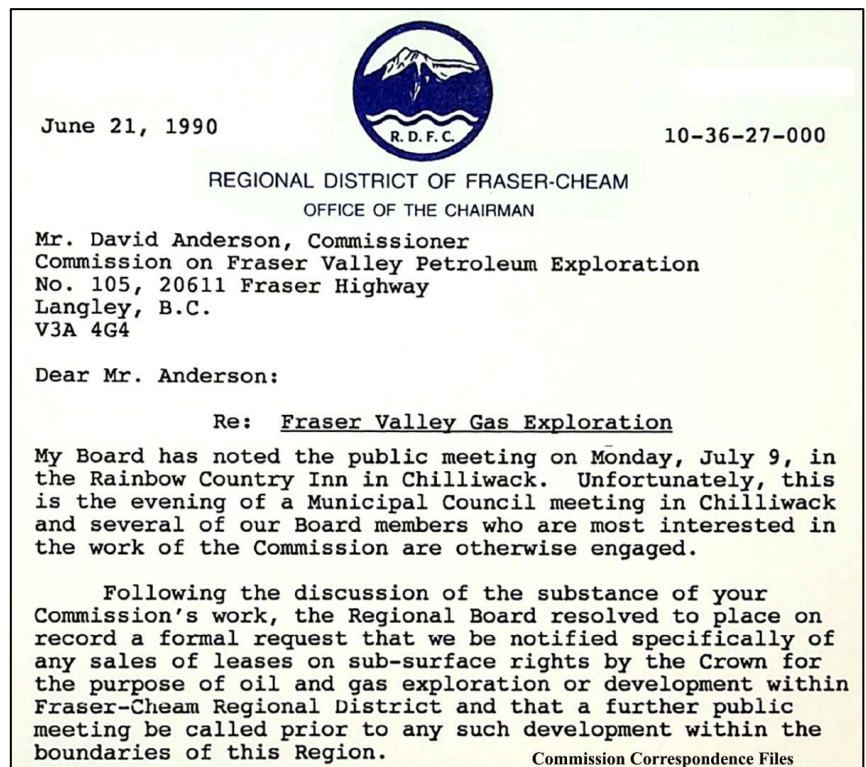 R. D. F. C.
June 21, 1990
10-36-27-000
REGIONAL DISTRICT OF FRASER-CHEAM
OFFICE OF THE CHAIRMAN
Mr. David Anderson, Commissioner
Commission on Fraser Valley Petroleum Exploration
No. 105, 20611 Fraser Highway
Langley, B.C.
V3A 4G4
Dear Mr. Anderson:
Re: Fraser Valley Gas Exploration
My Board has noted the public meeting on Monday, July 9, in
the Rainbow Country Inn in Chilliwack. Unfortunately, this
is the evening of a Municipal Council meeting in Chilliwack
and several of our Board members who are most interested in
the work of the Commission are otherwise engaged.
Following the discussion of the substance of your
Commission's work, the Regional Board resolved to place on
record a formal request that we be notified specifically of
any sales of leases on sub-surface rights by the Crown for
the purpose of oil and gas exploration or development within
Fraser-Cheam Regional District and that a further public
meeting be called prior to any such development within the
boundaries of this Region.
Commission Correspondence Files